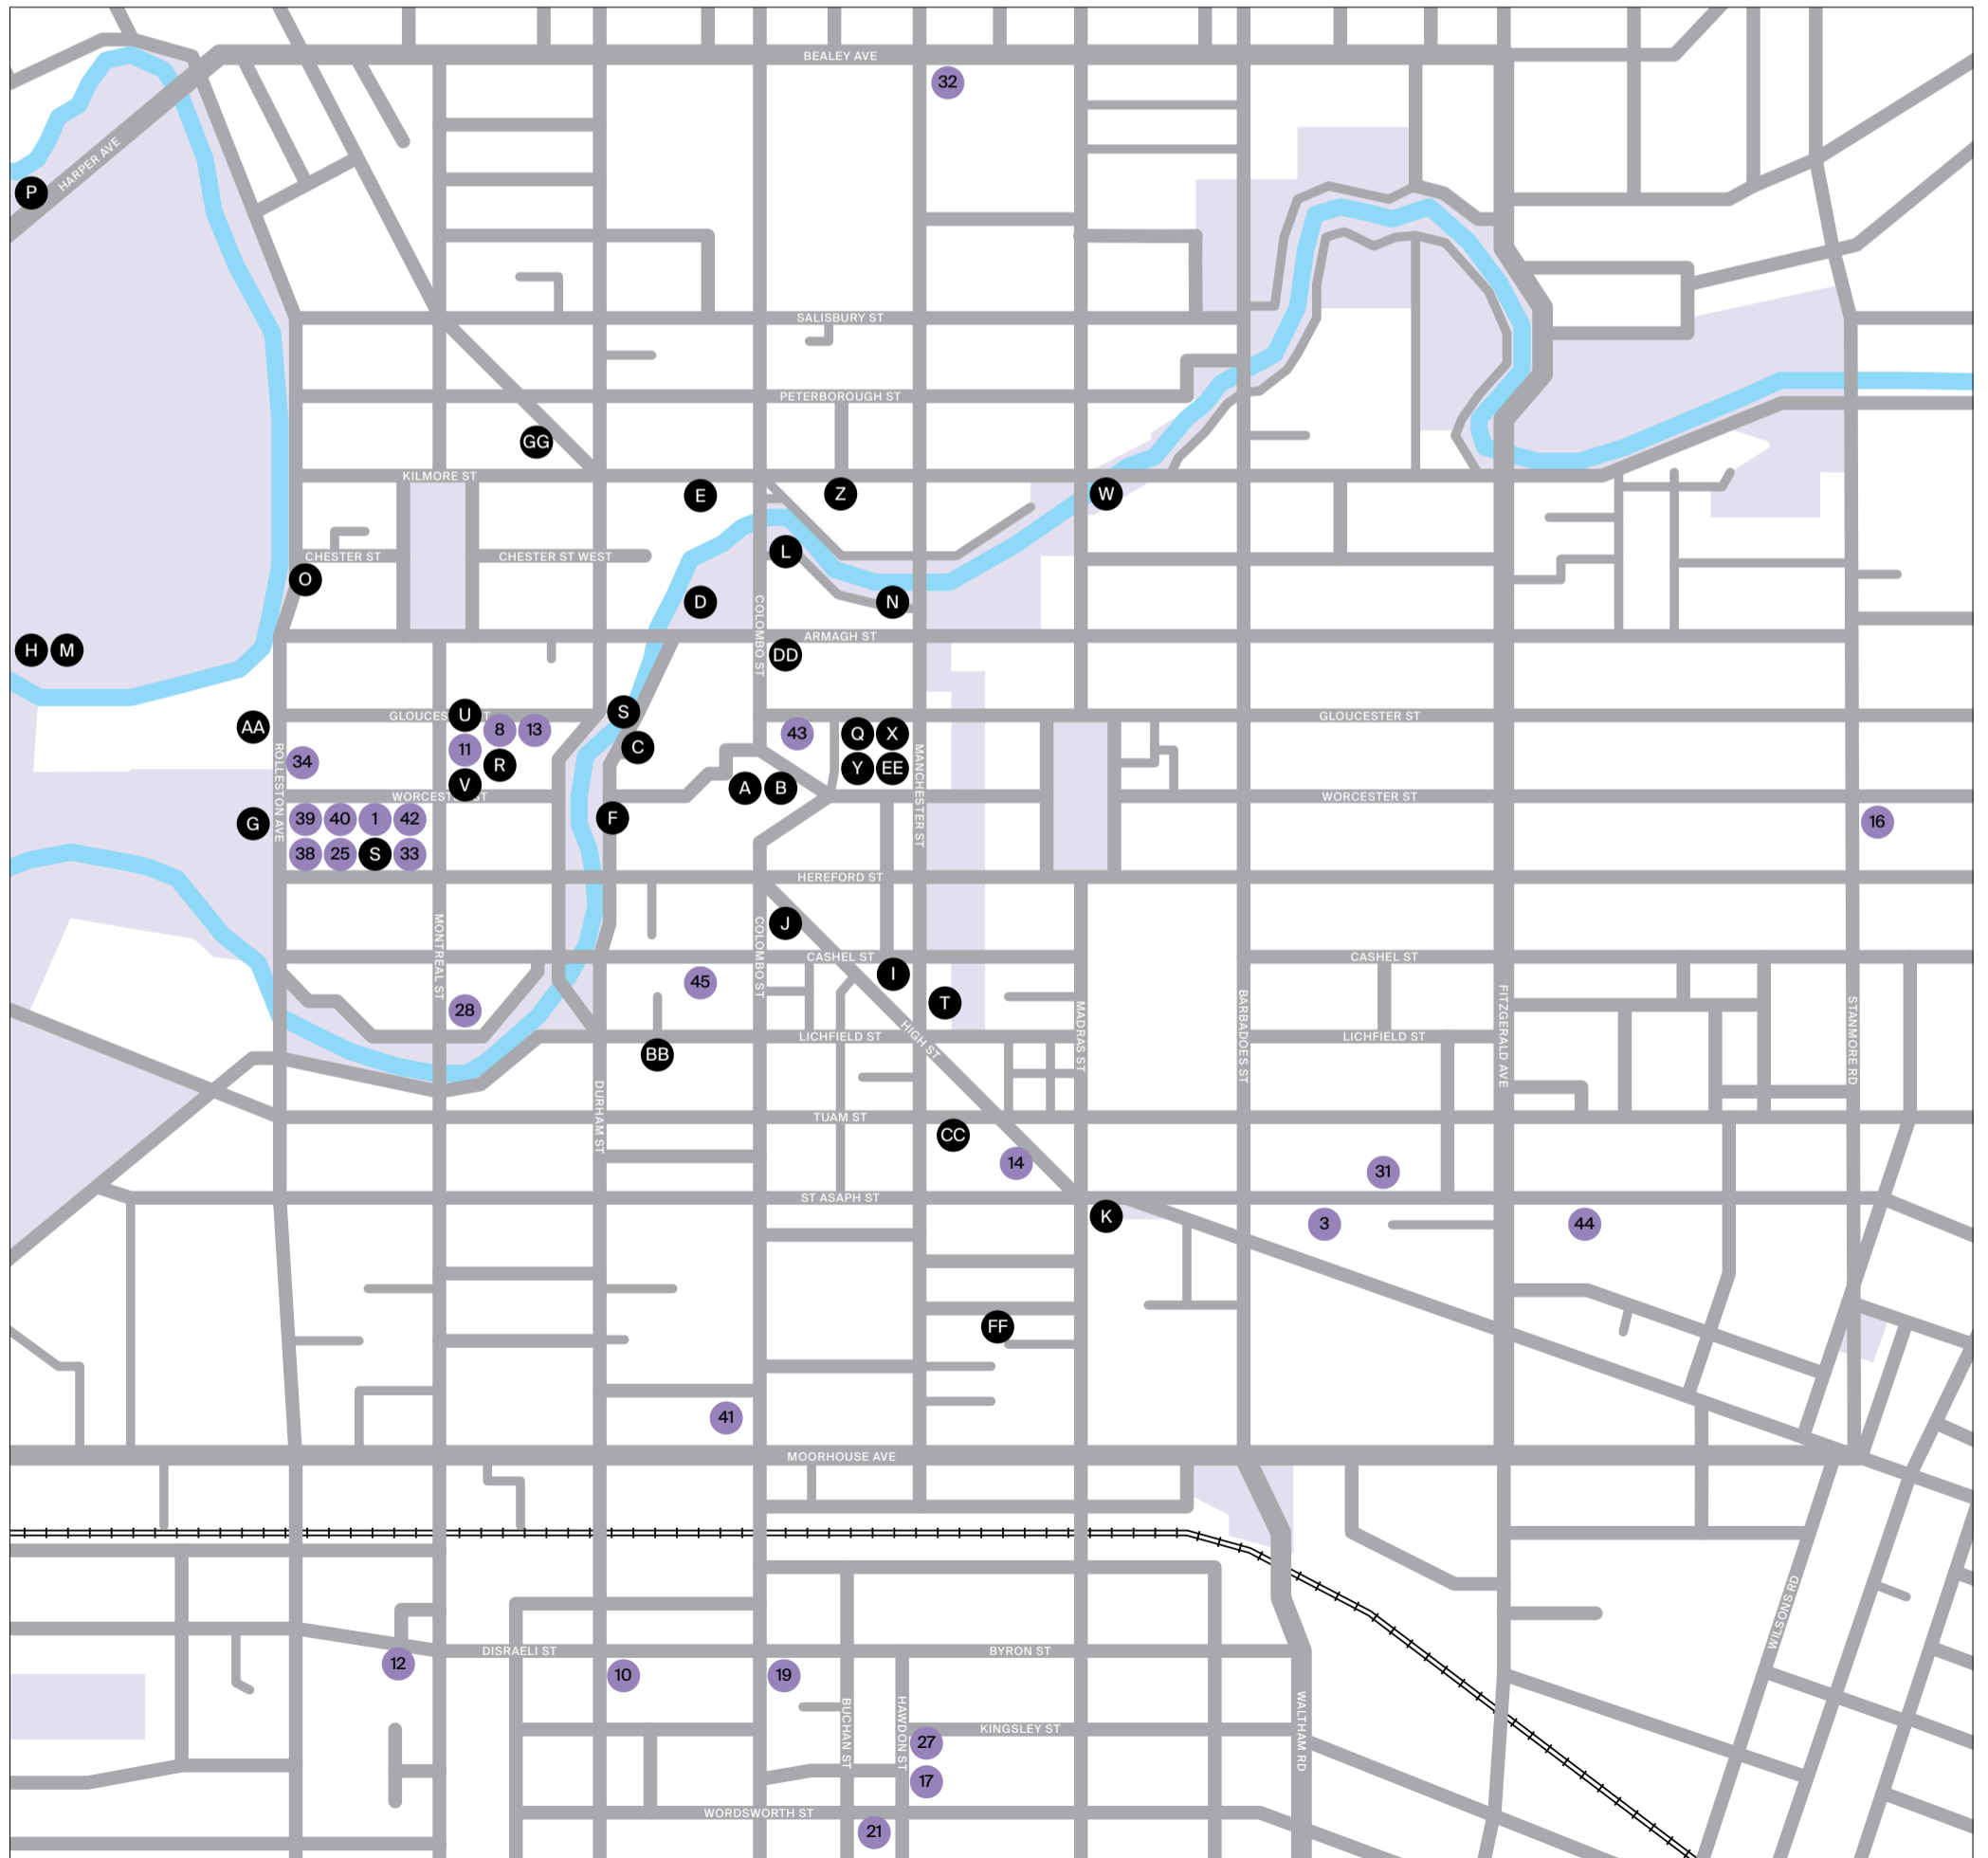 BEALEY AVE
32
HARPER AVE
P
SALISBURY ST
PETERBOROUGH ST
GG
KILMORE ST
E
Z
W
CHESTER ST
CHESTER ST WEST
L
O
D
N
COLOMBO ST
ARMAGH ST
H M
DD
AA
GLOUCES T
U
8 13
S
43
Q X
GLOUCESTER ST
11
R
C
Y EE
34
V
ROLLESTON AVE
WORCEST ST
A B
MANCHESTER ST
WORCESTER ST
G
39 40 1 42
F
16
38 25 S 33
HEREFORD ST
MONTREAL ST
J
COLOMBO ST
CASHEL ST
CASHEL ST
I
45
28
T
MADRAS ST
BARBADOES ST
FITZGERALD AVE
STANMORE RD
LICHFIELD ST
HIGH ST
LICHFIELD ST
BB
DURHAM ST
TUAM ST
CC
14
31
ST ASAPH ST
K
3
44
FF
41
MOORHOUSE AVE
WILSONS RD
DISRAELI ST
BYRON ST
12
10
19
BUCHAN ST
HAWDON ST
WALTHAM RD
KINGSLEY ST
27
17
WORDSWORTH ST
21